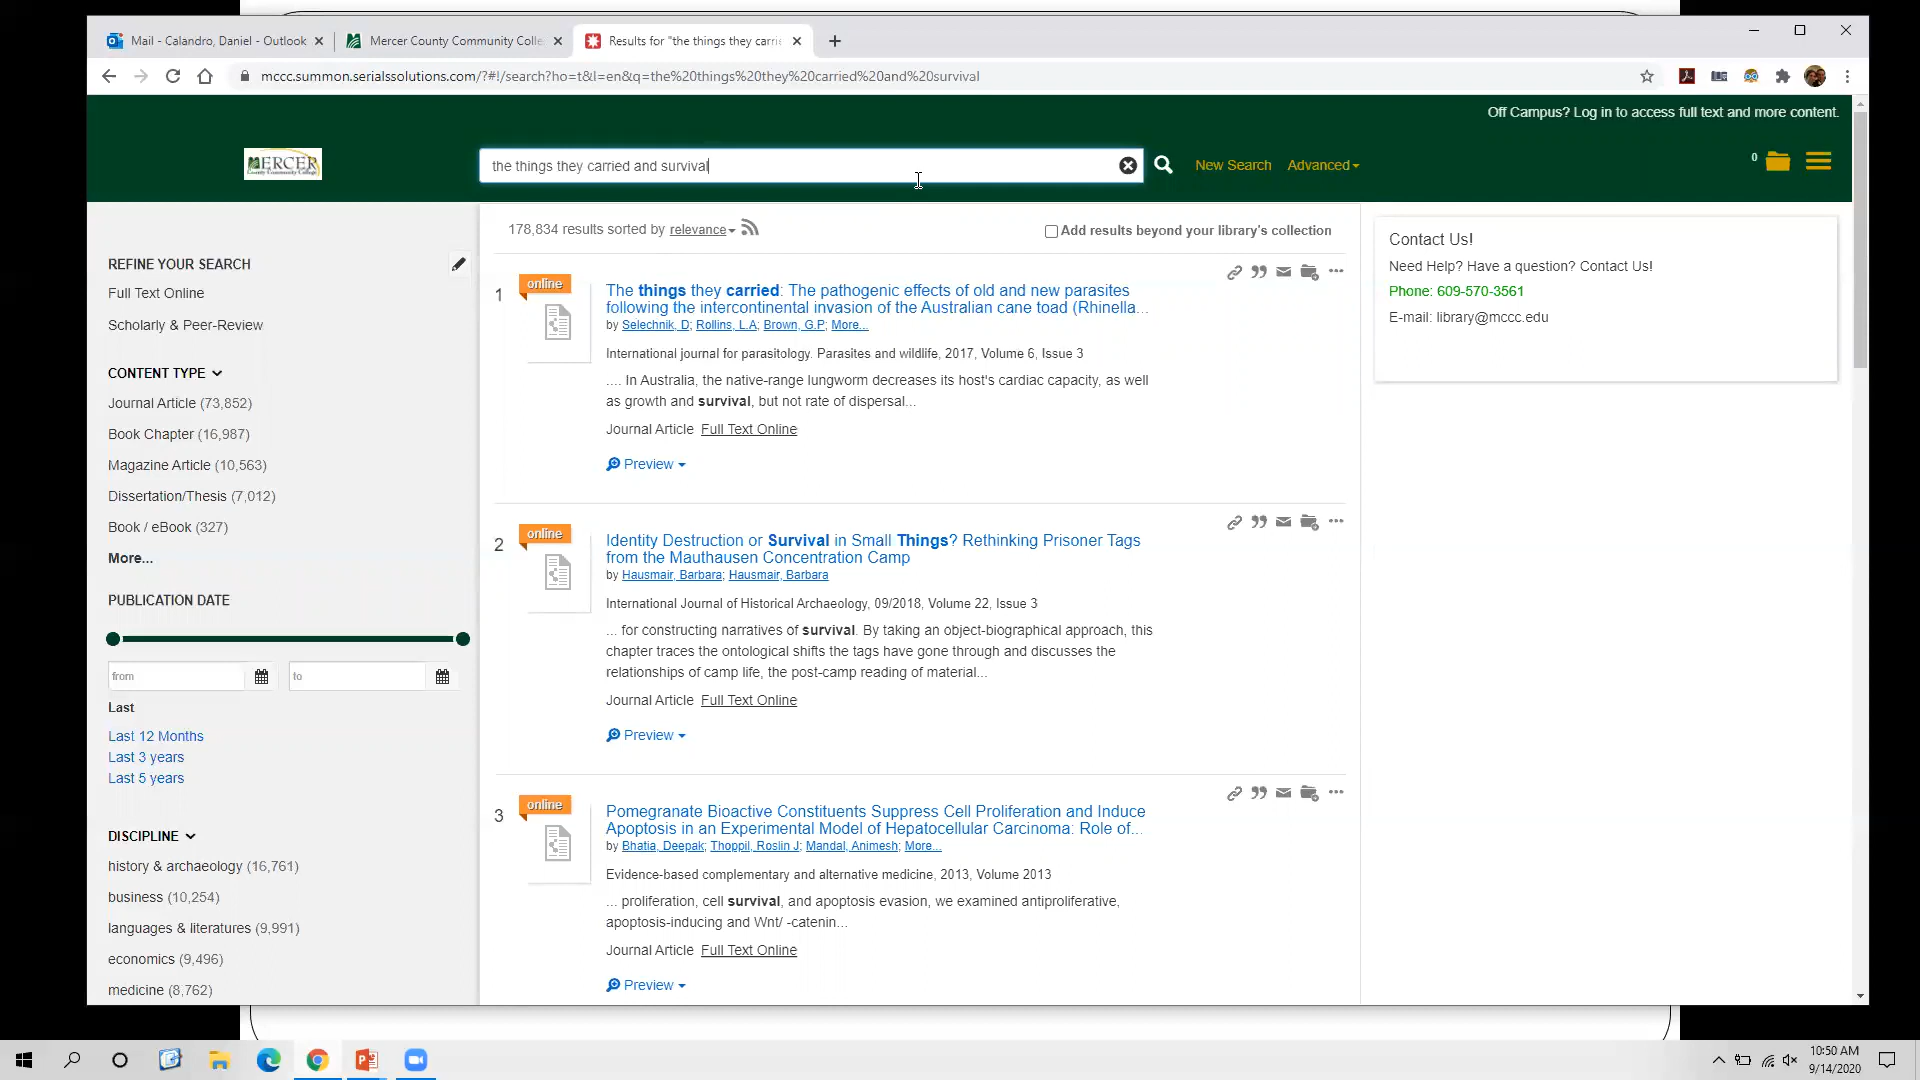 Mail - Calandro, Daniel - Outlook
Mercer County Community Colle
Results for "the things they carrie
mccc.summon.serialssolutions.com/?#!/search?ho=t&l=en&q=the%20things%20they%20carried%20and%20survival
Off Campus? Log in to access full text and more content.
MERCER
County Community College
the things they carried and survival
New Search
Advanced
0
178,834 results sorted by relevance
Add results beyond your library's collection
REFINE YOUR SEARCH
Full Text Online
Scholarly & Peer-Review
CONTENT TYPE
Journal Article (73,852)
Book Chapter (16,987)
Magazine Article (10,563)
Dissertation/Thesis (7,012)
Book / eBook (327)
More...
PUBLICATION DATE
from
to
Last
Last 12 Months
Last 3 years
Last 5 years
DISCIPLINE
history & archaeology (16,761)
business (10,254)
languages & literatures (9,991)
economics (9,496)
medicine (8,762)
1
online
The things they carried: The pathogenic effects of old and new parasites
following the intercontinental invasion of the Australian cane toad (Rhinella...
by Selechnik, D; Rollins, L.A; Brown, G.P; More...
International journal for parasitology. Parasites and wildlife, 2017, Volume 6, Issue 3
.... In Australia, the native-range lungworm decreases its host's cardiac capacity, as well
as growth and survival, but not rate of dispersal...
Journal Article Full Text Online
Preview
2
online
Identity Destruction or Survival in Small Things? Rethinking Prisoner Tags
from the Mauthausen Concentration Camp
by Hausmair, Barbara; Hausmair, Barbara
International Journal of Historical Archaeology, 09/2018, Volume 22, Issue 3
... for constructing narratives of survival. By taking an object-biographical approach, this
chapter traces the ontological shifts the tags have gone through and discusses the
relationships of camp life, the post-camp reading of material...
Journal Article Full Text Online
Preview
3
online
Pomegranate Bioactive Constituents Suppress Cell Proliferation and Induce
Apoptosis in an Experimental Model of Hepatocellular Carcinoma: Role of...
by Bhatia, Deepak; Thoppil, Roslin J; Mandal, Animesh; More...
Evidence-based complementary and alternative medicine, 2013, Volume 2013
... proliferation, cell survival, and apoptosis evasion, we examined antiproliferative,
apoptosis-inducing and Wnt/ -catenin...
Journal Article Full Text Online
Preview
Contact Us!
Need Help? Have a question? Contact Us!
Phone: 609-570-3561
E-mail: library@mccc.edu
10:50 AM
9/14/2020